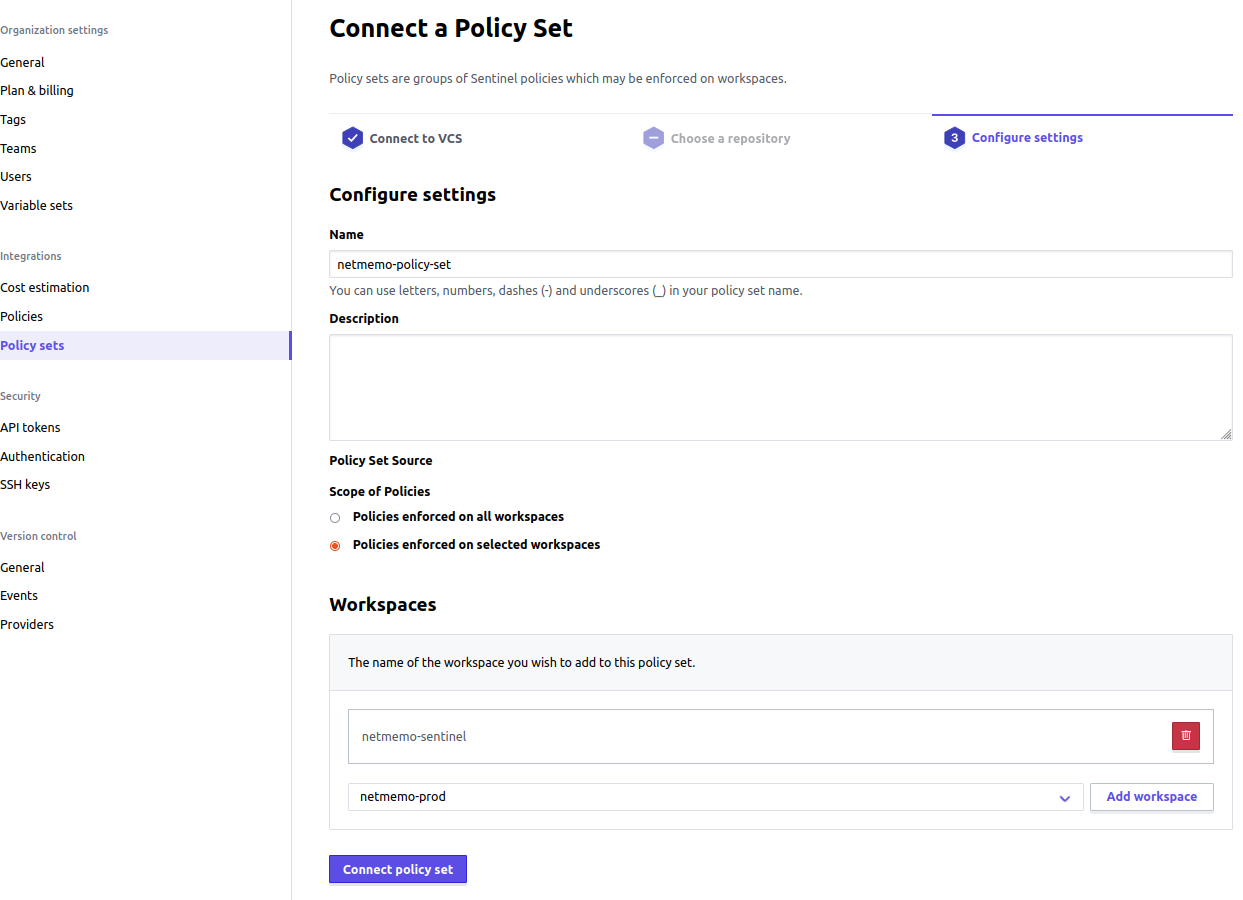 Organization settings
General
Plan & billing
Tags
Teams
Users
Variable sets
Integrations
Cost estimation
Policies
Policy sets
Security
API tokens
Authentication
SSH keys
Version control
General
Events
Providers
Connect a Policy Set
Policy sets are groups of Sentinel policies which may be enforced on workspaces.
Connect to VCS
Choose a repository
3 Configure settings
Configure settings
Name
netmemo-policy-set
You can use letters, numbers, dashes (-) and underscores (_) in your policy set name.
Description
Policy Set Source
Scope of Policies
Policies enforced on all workspaces
Policies enforced on selected workspaces
Workspaces
The name of the workspace you wish to add to this policy set.
netmemo-sentinel
netmemo-prod
Add workspace
Connect policy set